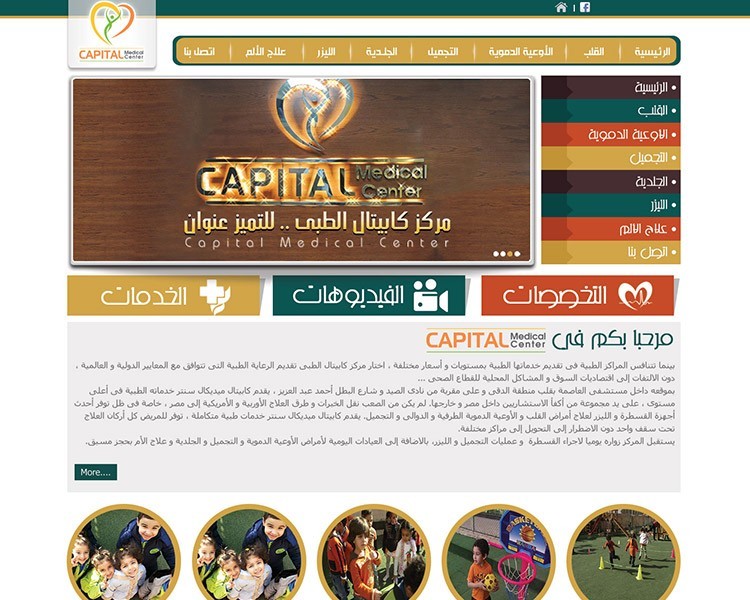 CAPITAL Medical Center
الرئيسية
القلب
الأوعية الدموية
التجميل
الجلدية
الليزر
علاج الألم
اتصل بنا
الرئيسية
القلب
الاوعية الدموية
التجميل
الجلدية
الليزر
علاج الالم
اتصل بنا
CAPITAL Medical Center
مركز كابيتال الطبى .. للتميز عنوان
Capital Medical Center
التخصصات
الفيديوهات
الخدمات
مرحبا بكم فى CAPITAL Medical Center
بينما تتنافس المراكز الطبية فى تقديم خدماتها الطبية بمستويات و أسعار مختلفة ، اختار مركز كابيتال الطبى تقديم الرعاية الطبية التى تتوافق مع المعايير الدولية و العالمية ،
دون الالتفات إلى اقتصاديات السوق و المشاكل المحلية للقطاع الصحى ...
بموقعه داخل مستشفى العاصمة بقلب منطقة الدقى و على مقربة من نادى الصيد و شارع البطل أحمد عبد العزيز ، يقدم كابيتال ميديكال سنتر خدماته الطبية فى أعلى
مستوى ، على يد مجموعة من أكفأ الاستشاريين داخل مصر و خارجها. لم يكن من الصعب نقل الخبرات و طرق العلاج الأوربية و الأمريكية إلى مصر ، خاصة فى ظل توفر أحدث
أجهزة القسطرة و الليزر لعلاج أمراض القلب و الأوعية الدموية الطرفية و الدوالى و التجميل. يقدم كابيتال ميديكال سنتر خدمات طبية متكاملة ، توفر للمريض كل أركان العلاج
تحت سقف واحد دون الاضطرار إلى التحويل إلى مراكز مختلفة.
يستقبل المركز زواره يوميا لاجراء القسطرة و عمليات التجميل و الليزر، بالاضافة إلى العيادات اليومية لأمراض الأوعية الدموية و التجميل و الجلدية و علاج الألم بحجز مسبق.
More....